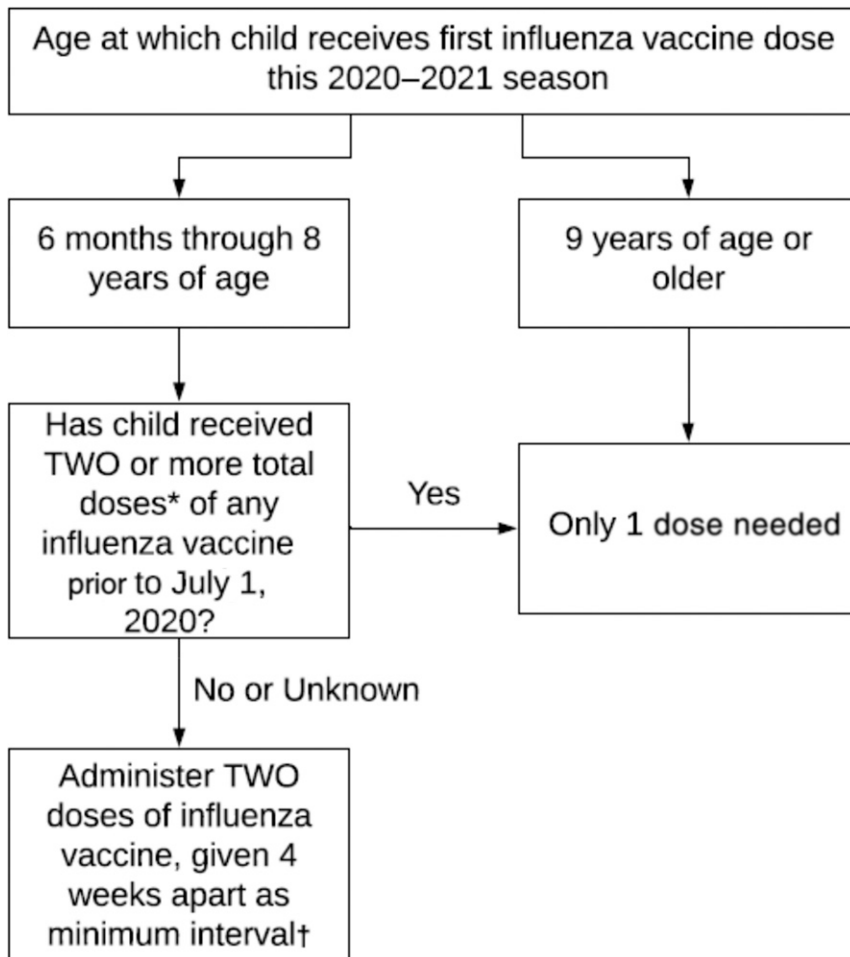 Age at which child receives first influenza vaccine dose
this 2020–2021 season
6 months through 8
years of age
9 years of age or
older
Has child received
TWO or more total
doses* of any
influenza vaccine
prior to July 1,
2020?
Yes
Only 1 dose needed
No or Unknown
Administer TWO
doses of influenza
vaccine, given 4
weeks apart as
minimum interval†